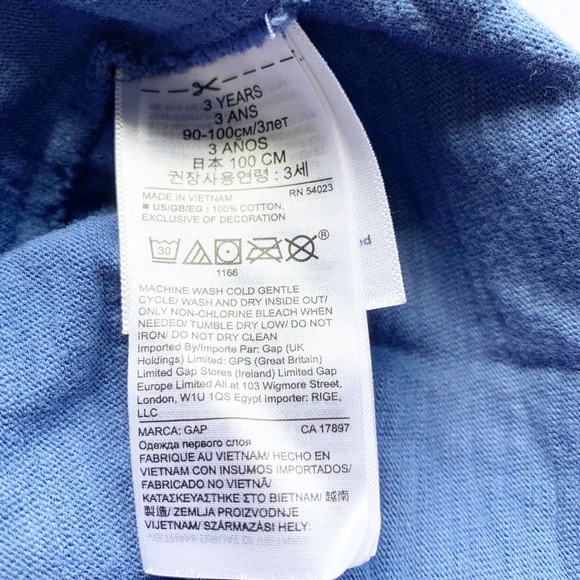 3 YEARS
3 ANS
90-100см/3лет
3 AÑOS
日本 100 CM
권장사용연령 : 3세
MADE IN VIETNAM RN 54023
■ US/GB/EG : 100% COTTON,
EXCLUSIVE OF DECORATION
30 ®
1166
MACHINE WASH COLD GENTLE
CYCLE/ WASH AND DRY INSIDE OUT/
ONLY NON-CHLORINE BLEACH WHEN
NEEDED/ TUMBLE DRY LOW/ DO NOT
IRON/ DO NOT DRY CLEAN
Imported By/Importe Par: Gap (UK
Holdings) Limited: GPS (Great Britain)
Limited Gap Stores (Ireland) Limited Gap
Europe Limited All at 103 Wigmore Street,
London, W1U 1QS Egypt importer: RIGE,
LLC
MARCA: GAP CA 17897
Одежда первого слоя
FABRIQUÉ AU VIETNAM/ HECHO EN
VIETNAM CON INSUMOS IMPORTADOS/
FABRICADO NO VIETNÃ/
ΚΑΤΑΣΚΕΥΑΣΤΗΚΕ ΣΤΟ ΒΙΕΤΝΑΜ/ 越南
製造/ ZEMLJA PROIZVODNJE
VIJETNAM/ SZÁRMAZÁSI HELY: